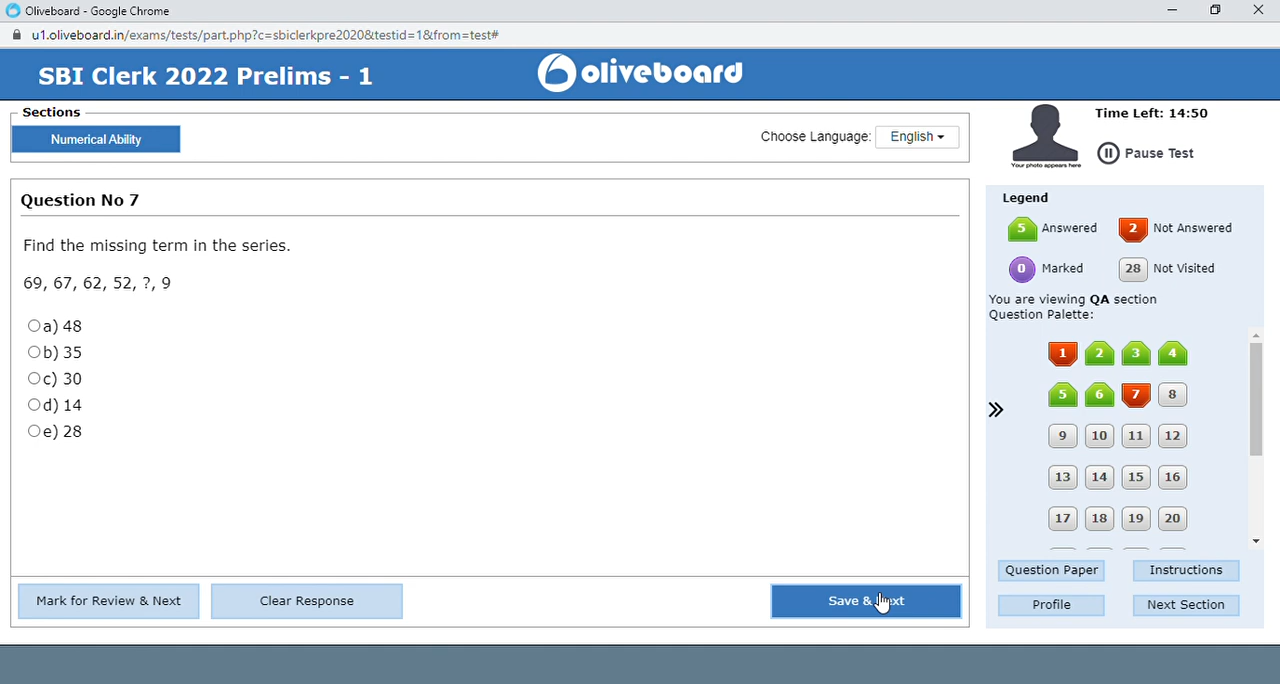 Oliveboard - Google Chrome
u1.oliveboard.in/exams/tests/part.php?c=sbiclerkpre2020&testid=1&from=test#
SBI Clerk 2022 Prelims - 1
oliveboard
Sections
Numerical Ability
Choose Language: English
Your photo appears here
Time Left: 14:50
Pause Test
Question No 7
Find the missing term in the series.
69, 67, 62, 52, ?, 9
a) 48
b) 35
c) 30
d) 14
e) 28
Mark for Review & Next
Clear Response
Save & Next
Legend
5 Answered
2 Not Answered
0 Marked
28 Not Visited
You are viewing QA section
Question Palette:
1 2 3 4
5 6 7 8
9 10 11 12
13 14 15 16
17 18 19 20
Question Paper
Instructions
Profile
Next Section